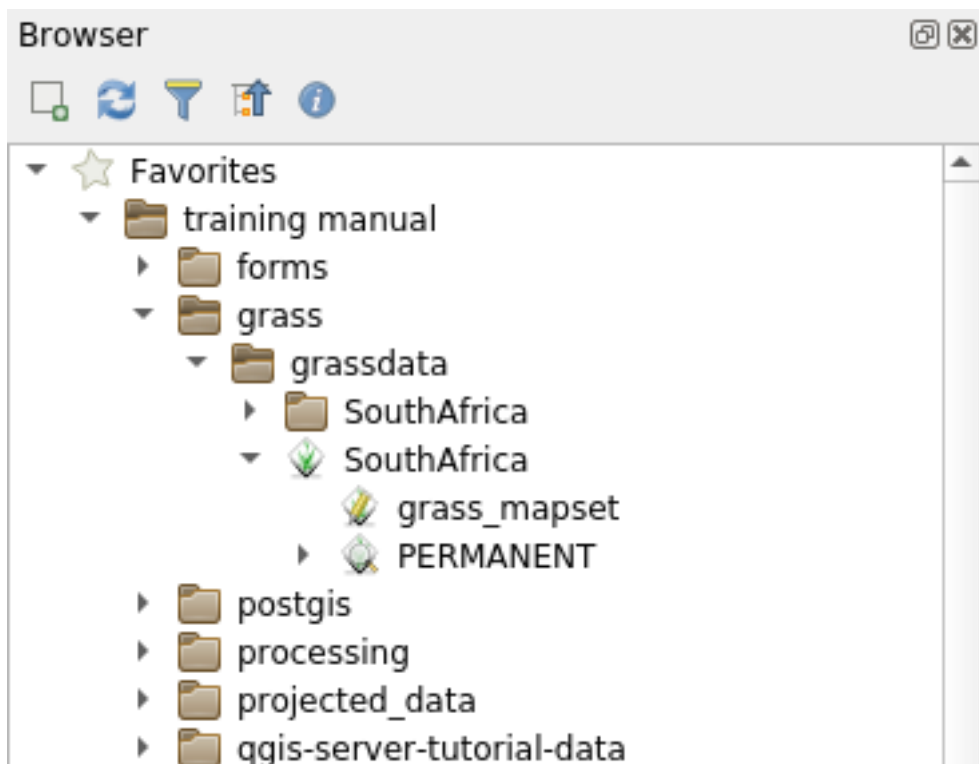 Browser
Favorites
training manual
forms
grass
grassdata
SouthAfrica
SouthAfrica
grass_mapset
PERMANENT
postgis
processing
projected_data
qgis-server-tutorial-data